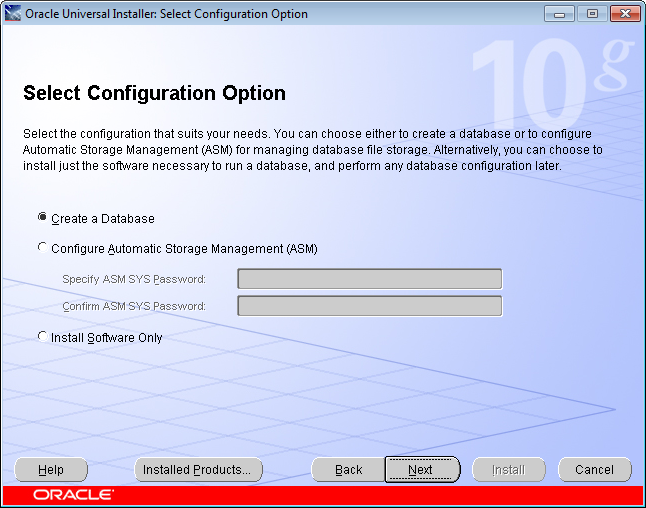 Oracle Universal Installer: Select Configuration Option
10g
Select Configuration Option
Select the configuration that suits your needs. You can choose either to create a database or to configure
Automatic Storage Management (ASM) for managing database file storage. Alternatively, you can choose to
install just the software necessary to run a database, and perform any database configuration later.
Create a Database
Configure Automatic Storage Management (ASM)
Specify ASM SYS Password:
Confirm ASM SYS Password:
Install Software Only
Help Installed Products... Back Next Install Cancel
ORACLE